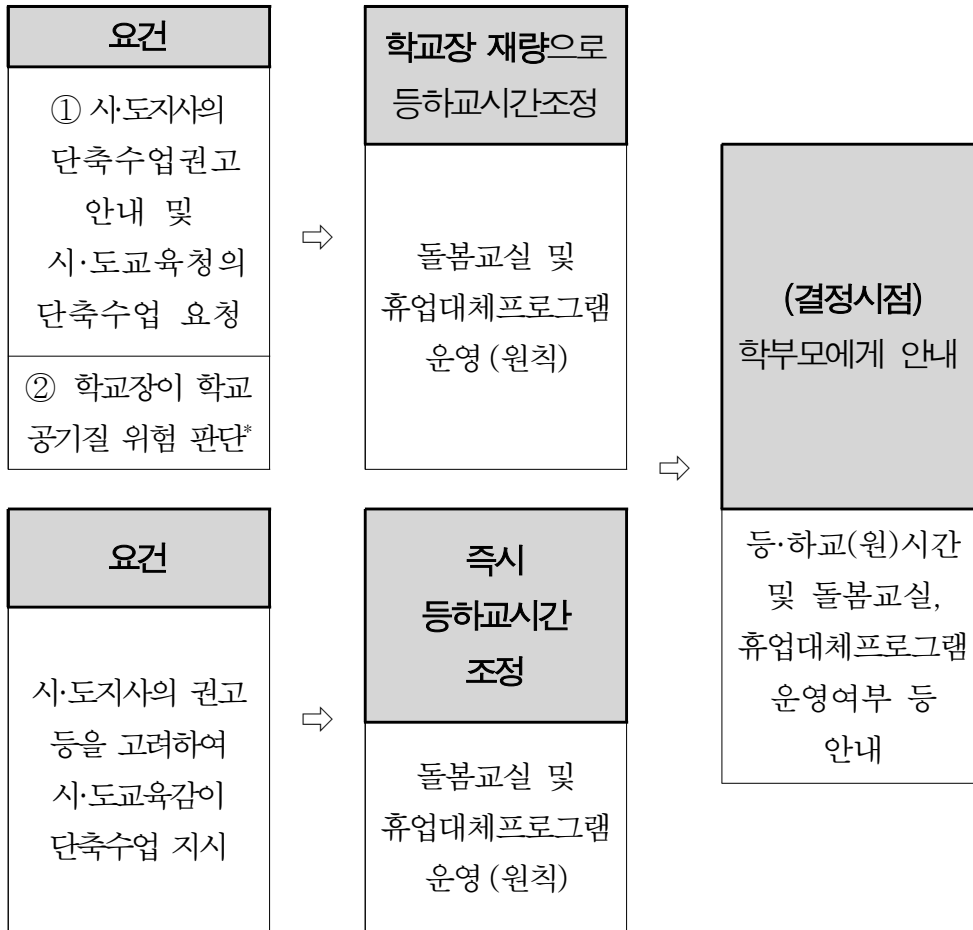 요건
① 시·도지사의
단축수업권고
안내 및
시·도교육청의
단축수업 요청
② 학교장이 학교
공기질 위험 판단*
⇨
학교장 재량으로
등하교시간조정
돌봄교실 및
휴업대체프로그램
운영(원칙)
요건
시·도지사의 권고
등을 고려하여
시·도교육감이
단축수업 지시
⇨
즉시
등하교시간
조정
돌봄교실 및
휴업대체프로그램
운영(원칙)
⇨
(결정시점)
학부모에게 안내
등·하교(원)시간
및 돌봄교실,
휴업대체프로그램
운영여부 등
안내